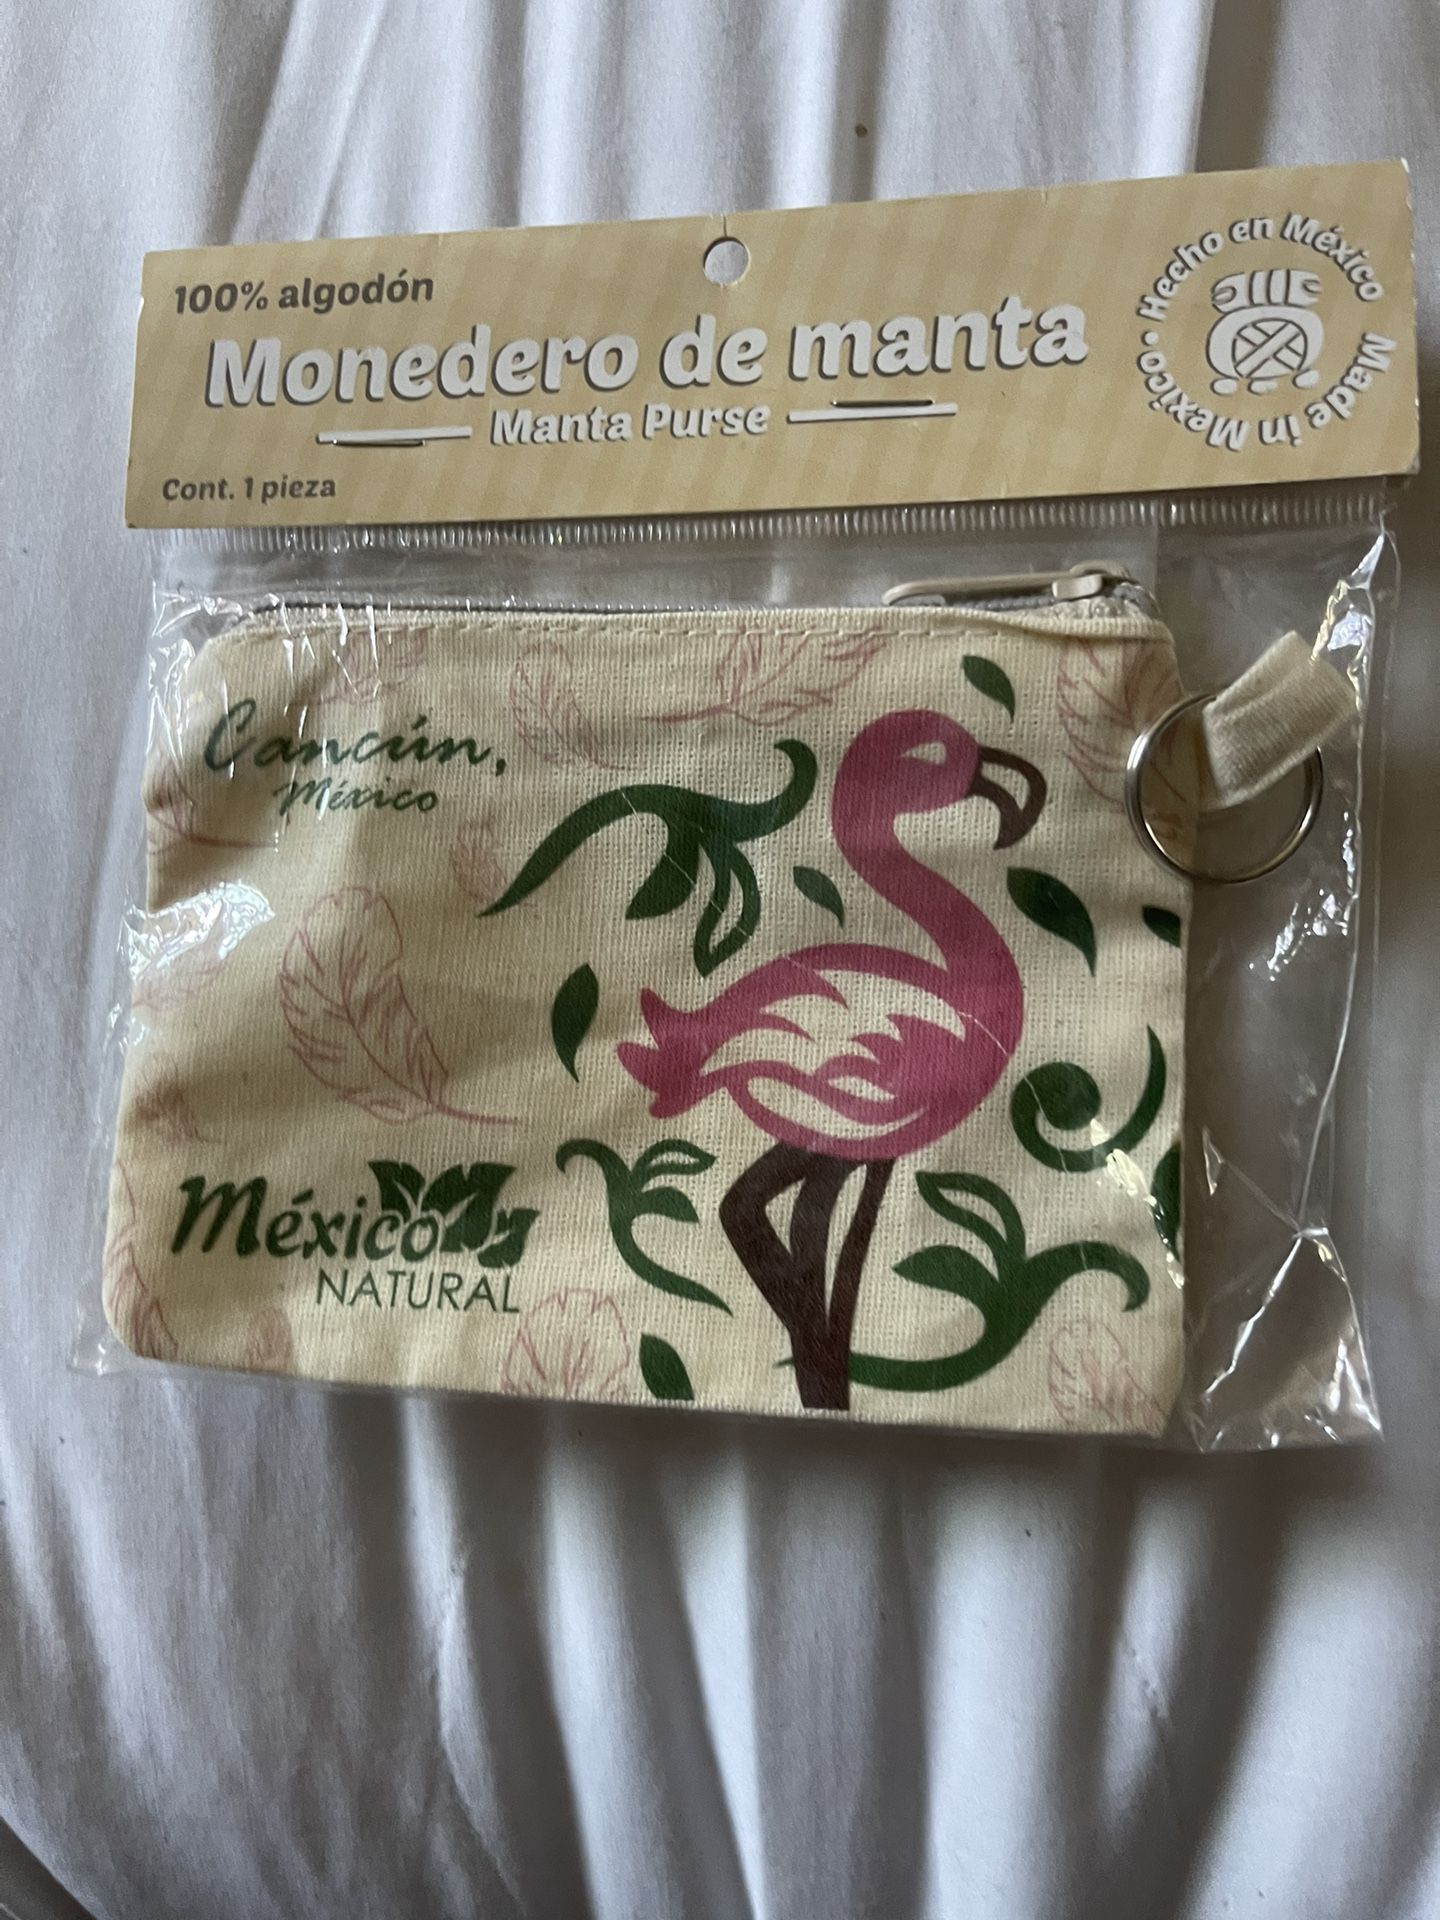 100% algodón
Monedero de manta
Manta Purse
Cont. 1 pieza
Hecho en México
Made in Mexico
Cancún,
México
México
NATURAL